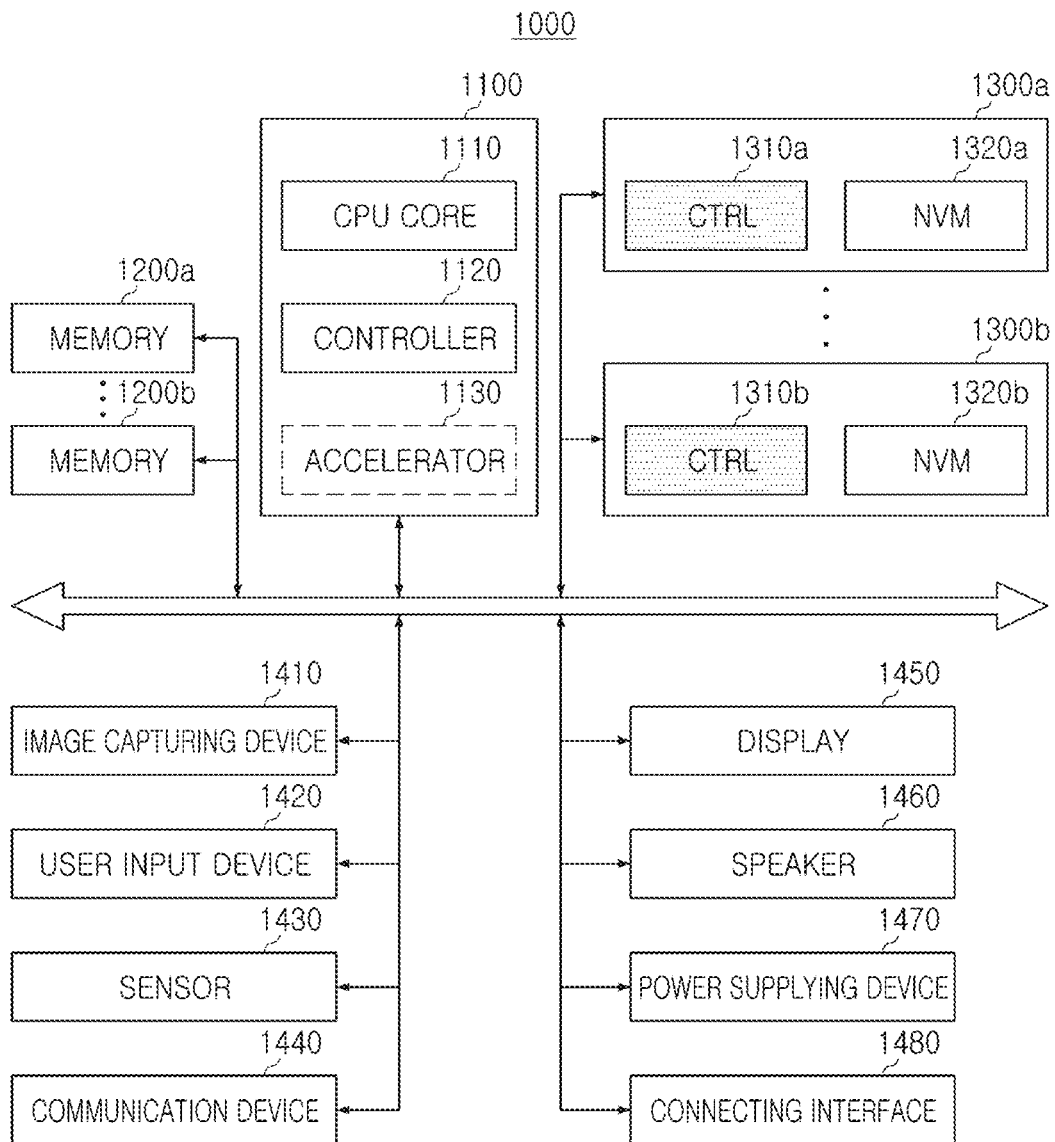 1000
1100
1110
CPU CORE
1120
CONTROLLER
1130
ACCELERATOR
1200a
MEMORY
1200b
MEMORY
1300a
1310a
CTRL
1320a
NVM
1300b
1310b
CTRL
1320b
NVM
1410
IMAGE CAPTURING DEVICE
1420
USER INPUT DEVICE
1430
SENSOR
1440
COMMUNICATION DEVICE
1450
DISPLAY
1460
SPEAKER
1470
POWER SUPPLYING DEVICE
1480
CONNECTING INTERFACE